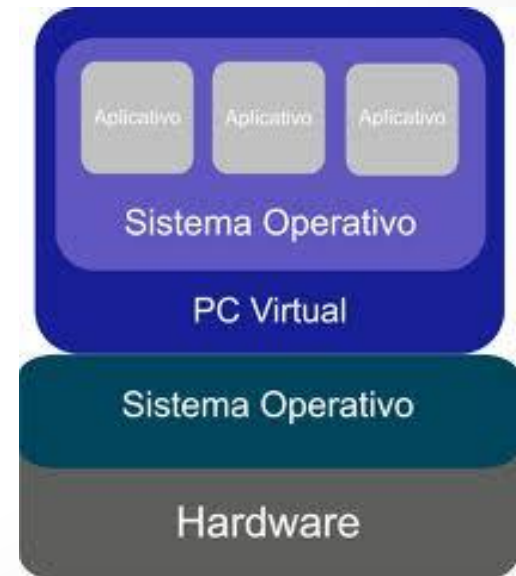 Aplicativo Aplicativo Aplicativo
Sistema Operativo
PC Virtual
Sistema Operativo
Hardware